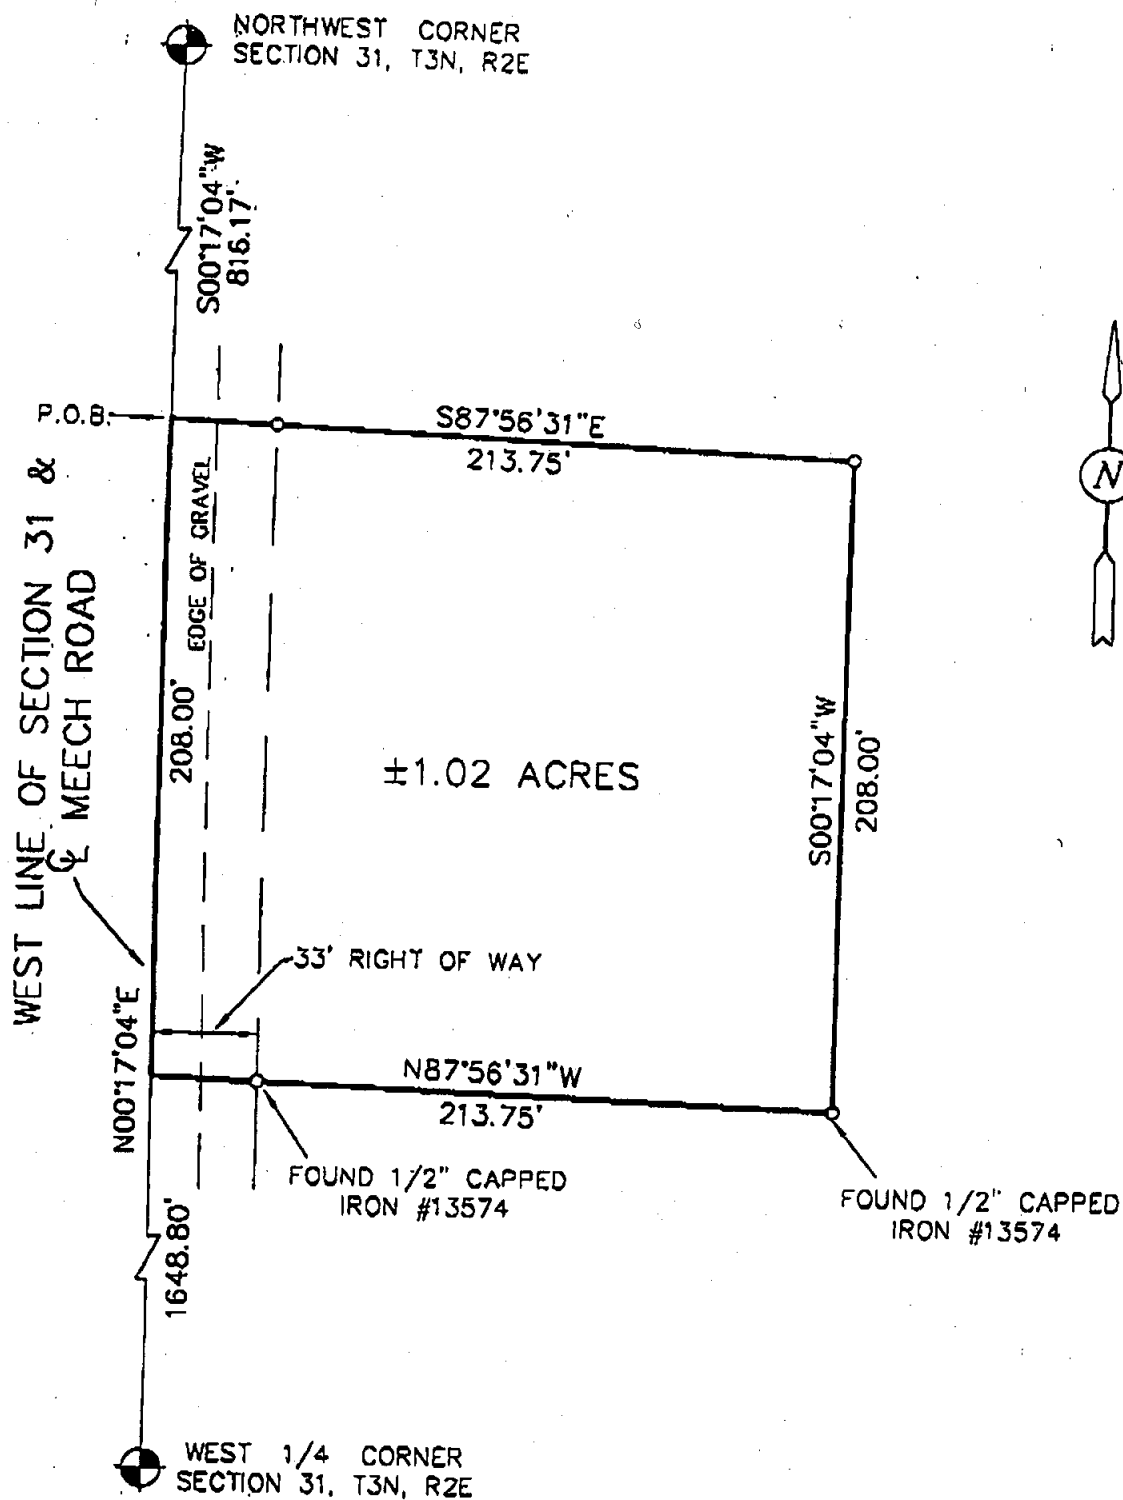 NORTHWEST CORNER
SECTION 31, T3N, R2E
S00°17'04"W
816.17'
P.O.B.
S87°56'31"E
213.75'
WEST LINE OF SECTION 31 &
℄ MEECH ROAD
EDGE OF GRAVEL
N
208.00'
±1.02 ACRES
S00°17'04"W
208.00'
33' RIGHT OF WAY
N00°17'04"E
N87°56'31"W
213.75'
FOUND 1/2" CAPPED
IRON #13574
FOUND 1/2" CAPPED
IRON #13574
1648.80'
WEST 1/4 CORNER
SECTION 31, T3N, R2E